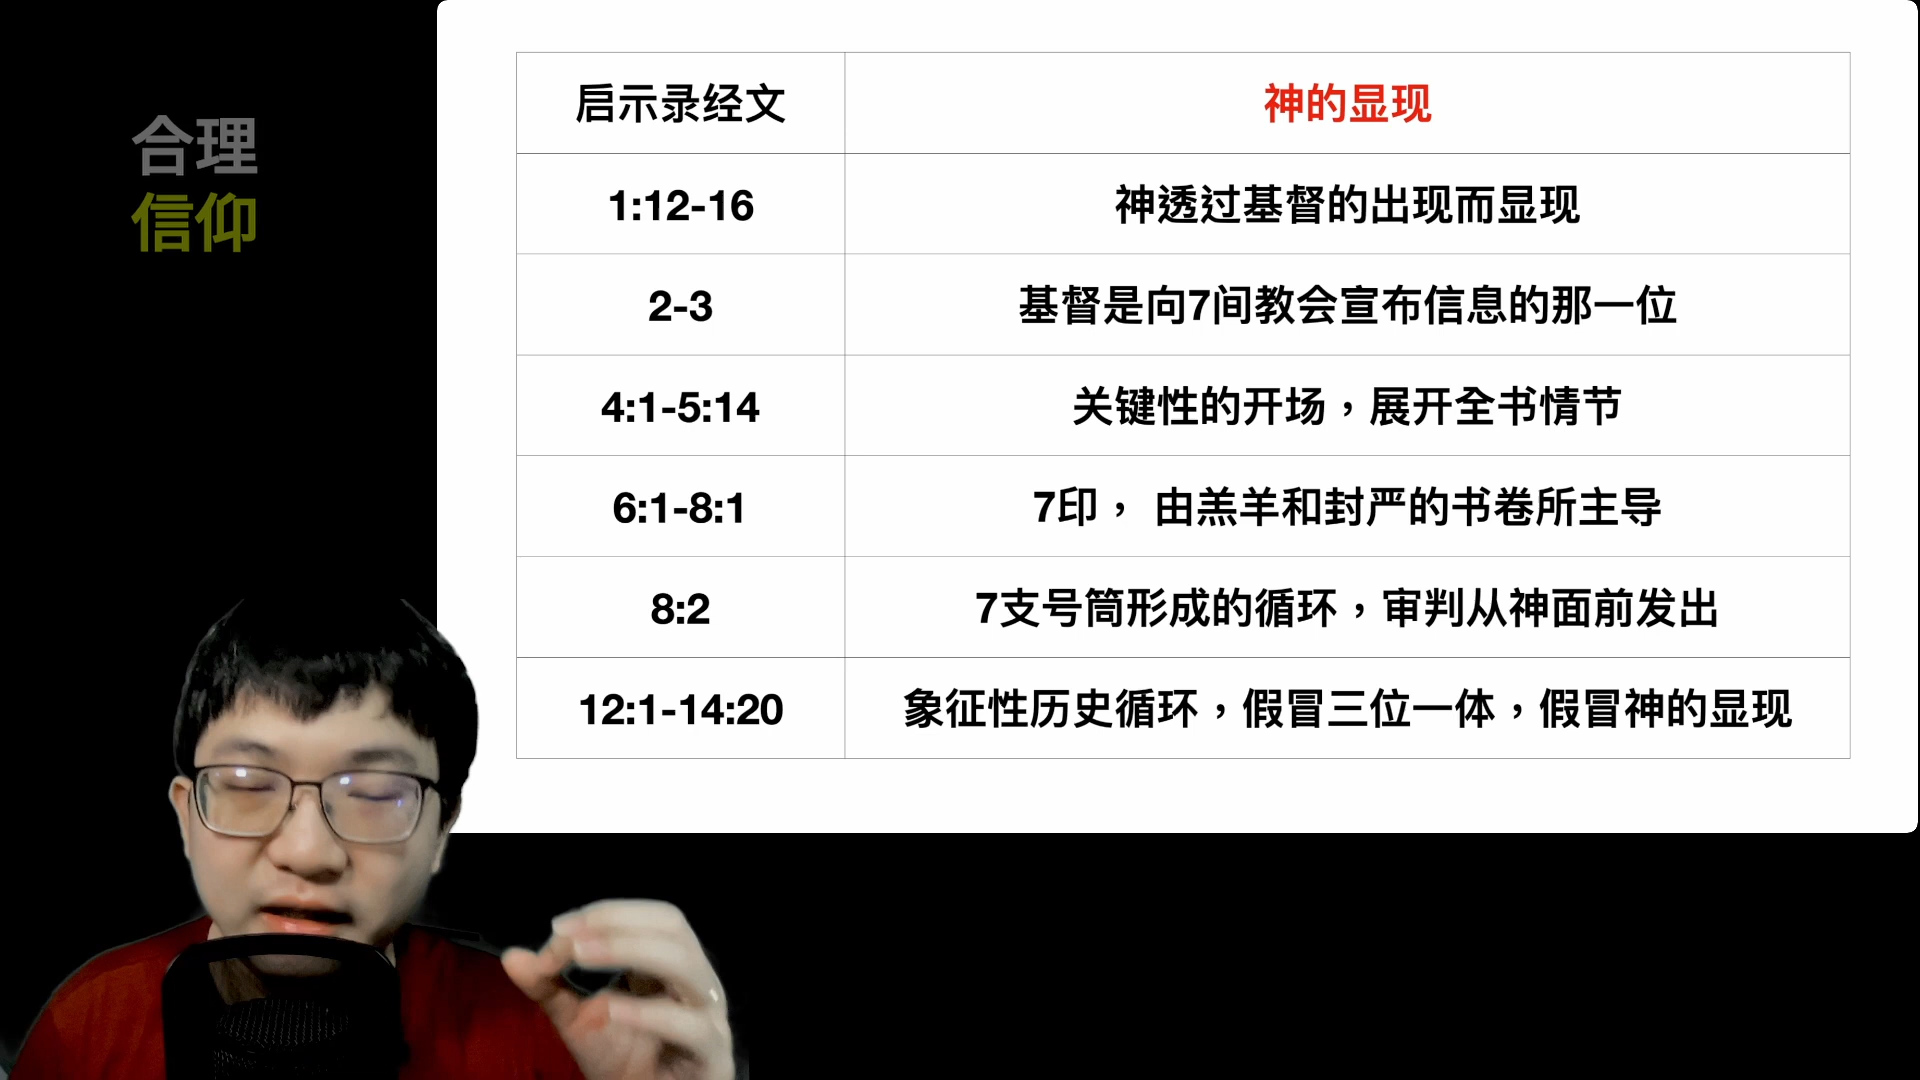 合理
信仰
启示录经文 神的显现
1:12-16 神透过基督的出现而显现
2-3 基督是向7间教会宣布信息的那一位
4:1-5:14 关键性的开场，展开全书情节
6:1-8:1 7印， 由羔羊和封严的书卷所主导
8:2 7支号筒形成的循环，审判从神面前发出
12:1-14:20 象征性历史循环，假冒三位一体，假冒神的显现